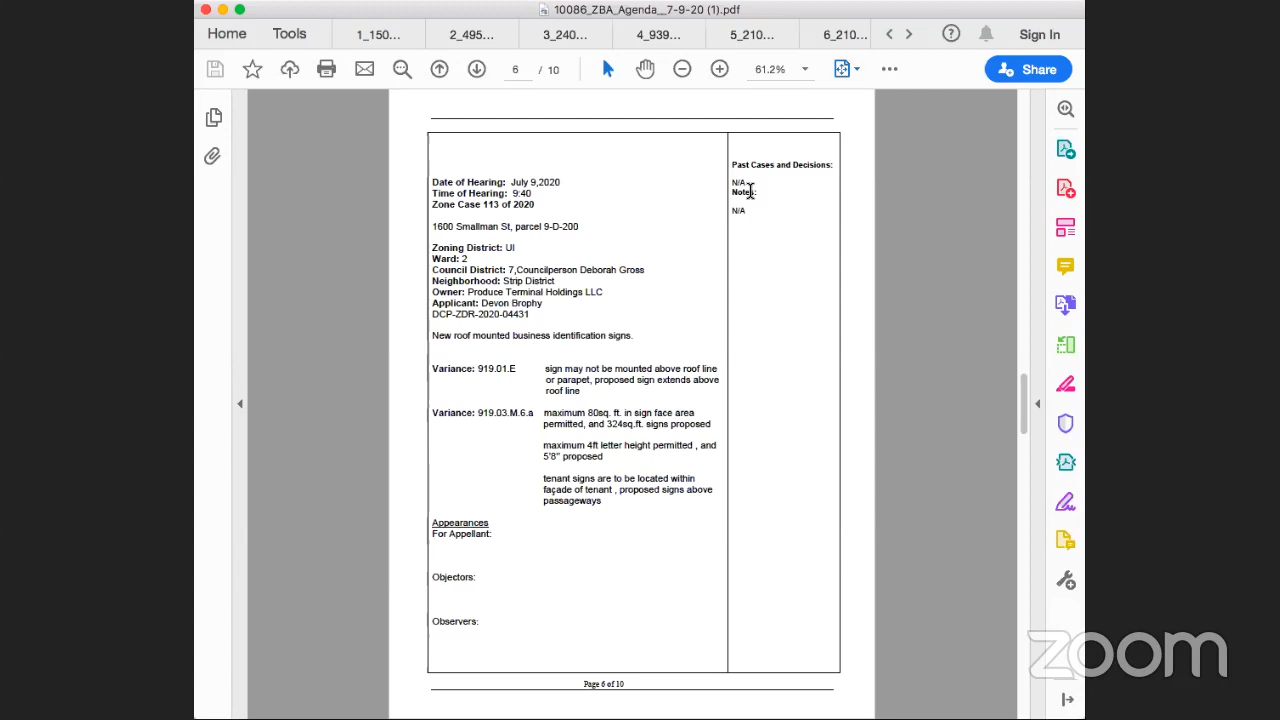 10086_ZBA_Agenda__7-9-20 (1).pdf
Home Tools 1_150... 2_495... 3_240... 4_939... 5_210... 6_210... Sign In
6 / 10 61.2% Share
Past Cases and Decisions:
N/A
Notes:
N/A
Date of Hearing: July 9,2020
Time of Hearing: 9:40
Zone Case 113 of 2020
1600 Smallman St, parcel 9-D-200
Zoning District: UI
Ward: 2
Council District: 7,Councilperson Deborah Gross
Neighborhood: Strip District
Owner: Produce Terminal Holdings LLC
Applicant: Devon Brophy
DCP-ZDR-2020-04431
New roof mounted business identification signs.
Variance: 919.01.E sign may not be mounted above roof line
or parapet, proposed sign extends above
roof line
Variance: 919.03.M.6.a maximum 80sq. ft. in sign face area
permitted, and 324sq.ft. signs proposed
maximum 4ft letter height permitted , and
5'8" proposed
tenant signs are to be located within
façade of tenant , proposed signs above
passageways
Appearances
For Appellant:
Objectors:
Observers:
Page 6 of 10
zoom